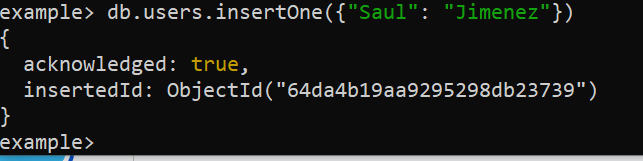 example> db.users.insertOne({"Saul": "Jimenez"})
{
  acknowledged: true,
  insertedId: ObjectId("64da4b19aa9295298db23739")
}
example>